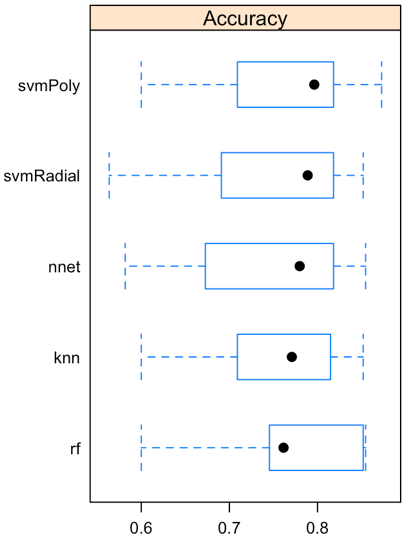 Accuracy
svmPoly
svmRadial
nnet
knn
rf
0.6 0.7 0.8